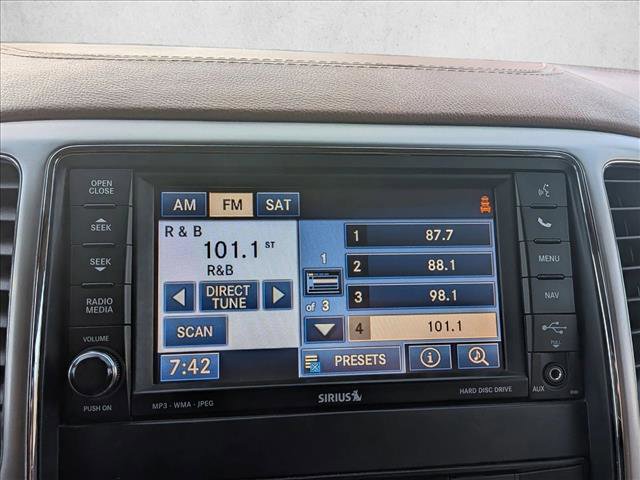 OPEN
CLOSE
SEEK
SEEK
RADIO
MEDIA
VOLUME
PUSH ON
AM FM SAT
R & B
101.1 ST
R&B
DIRECT
TUNE
SCAN
7:42
1
of 3
1 87.7
2 88.1
3 98.1
4 101.1
PRESETS
MP3 - WMA - JPEG
SIRIUS
HARD DISC DRIVE
MENU
NAV
PULL
AUX